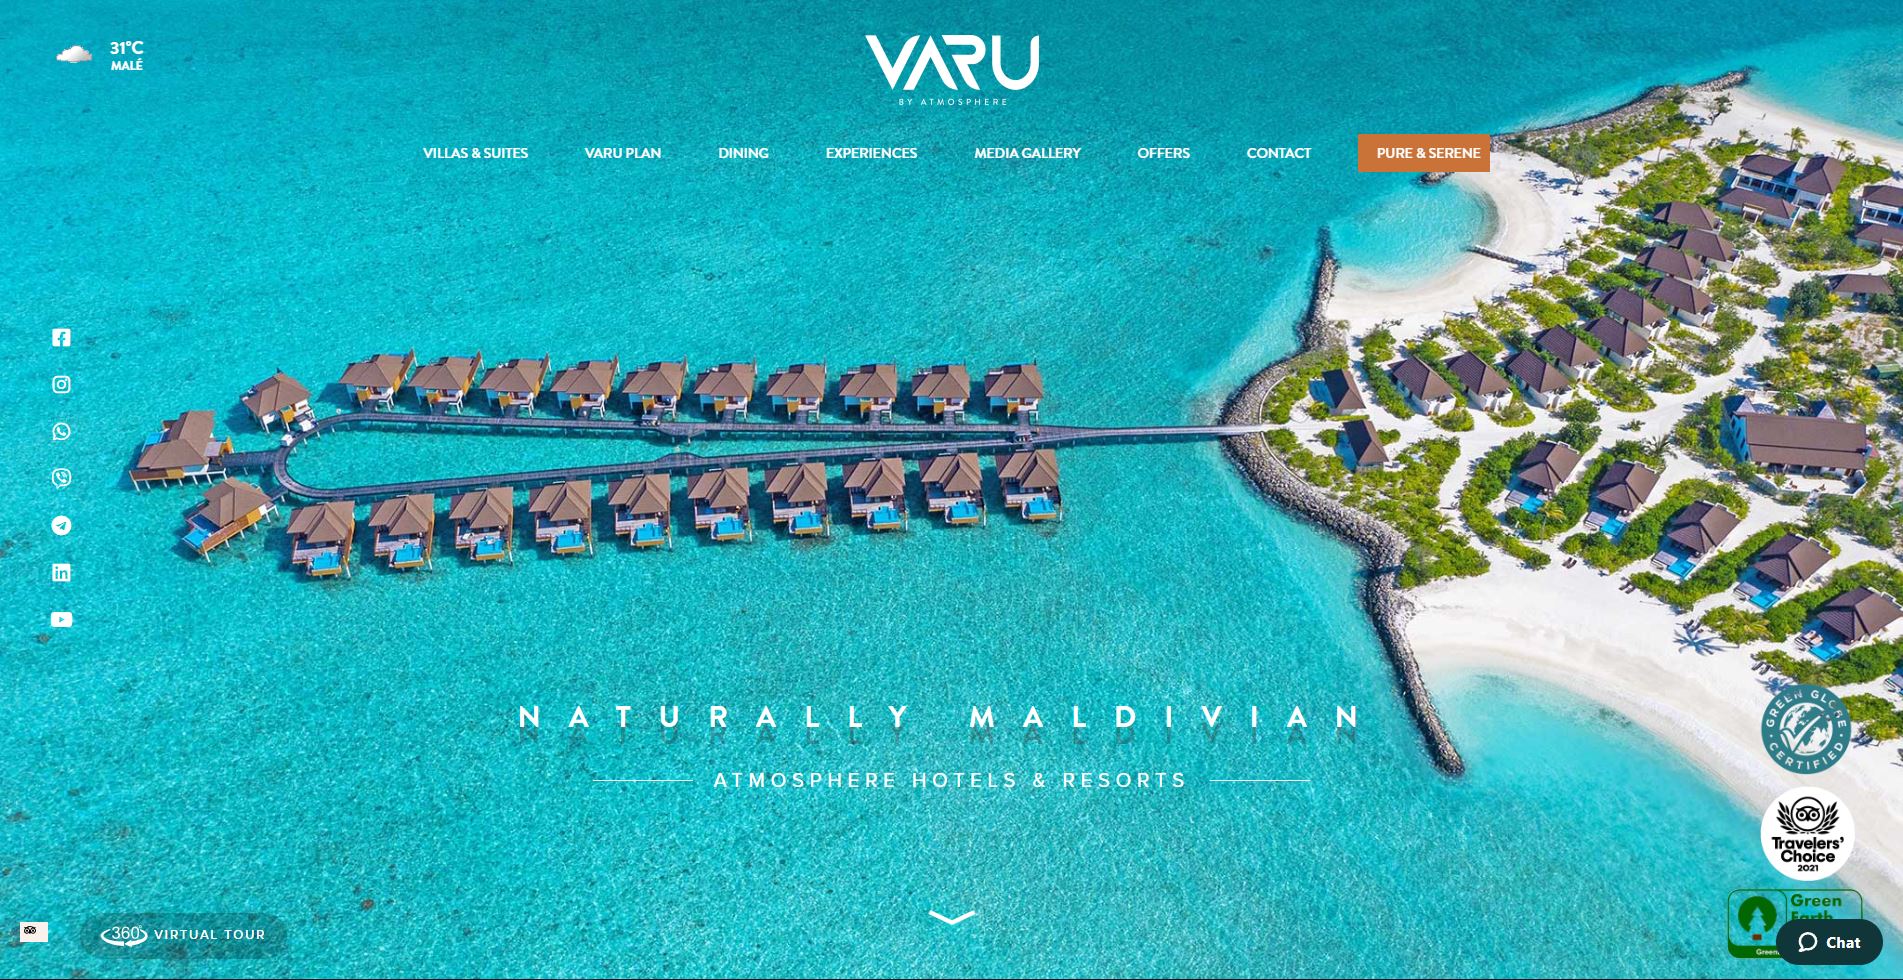 31°C
MALÉ
VARU
BY ATMOSPHERE
VILLAS & SUITES
VARU PLAN
DINING
EXPERIENCES
MEDIA GALLERY
OFFERS
CONTACT
PURE & SERENE
NATURALLY MALDIVIAN
ATMOSPHERE HOTELS & RESORTS
GREEN GLOBE
CERTIFIED
Travelers'
Choice
2021
Green
Earth
360° VIRTUAL TOUR
Chat